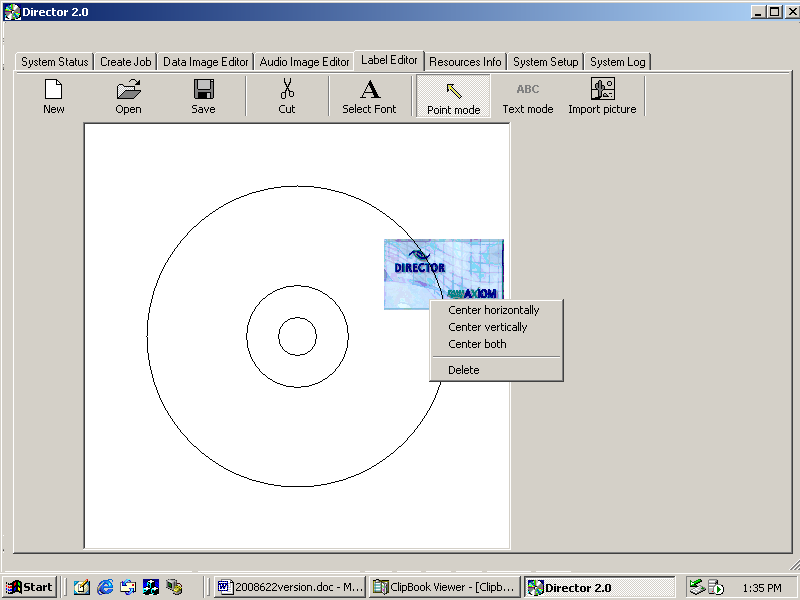 Director 2.0
System Status
Create Job
Data Image Editor
Audio Image Editor
Label Editor
Resources Info
System Setup
System Log
New
Open
Save
Cut
A
Select Font
Point mode
ABC
Text mode
Import picture
DIRECTOR
AXIOM
Center horizontally
Center vertically
Center both
Delete
Start
2008622version.doc - M...
ClipBook Viewer - [Clipb...
Director 2.0
1:35 PM